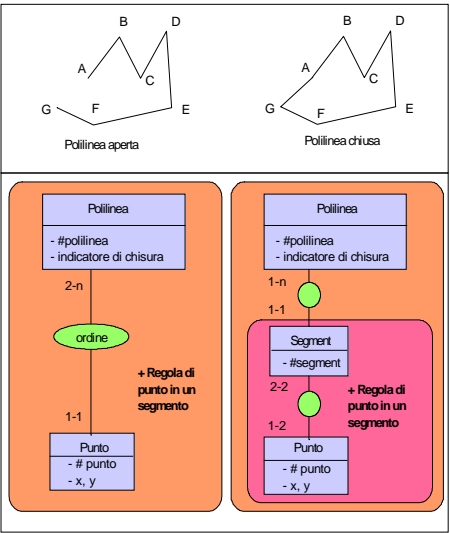 B
D
A
C
G
F
E
Polilinea aperta
B
D
A
C
G
F
E
Polilinea chiusa
Polilinea
- #polilinea
- indicatore di chisura
2-n
ordine
+ Regola di
punto in un
segmento
1-1
Punto
- # punto
- x, y
Polilinea
- #polilinea
- indicatore di chisura
1-n
1-1
Segment
- #segment
2-2
+ Regola di
punto in un
segmento
1-2
Punto
- # punto
- x, y